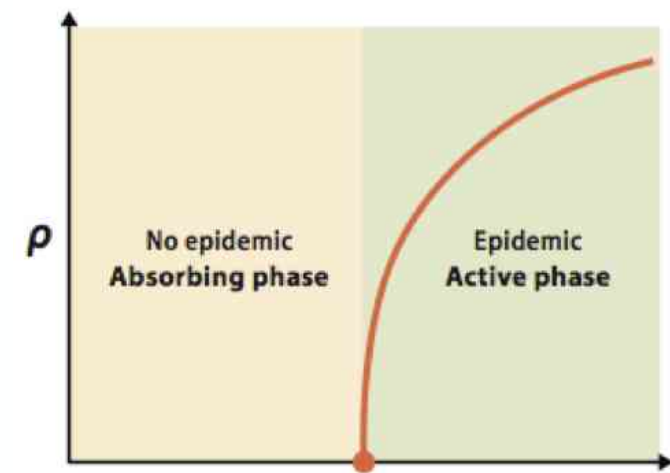 ρ
No epidemic
Absorbing phase
Epidemic
Active phase